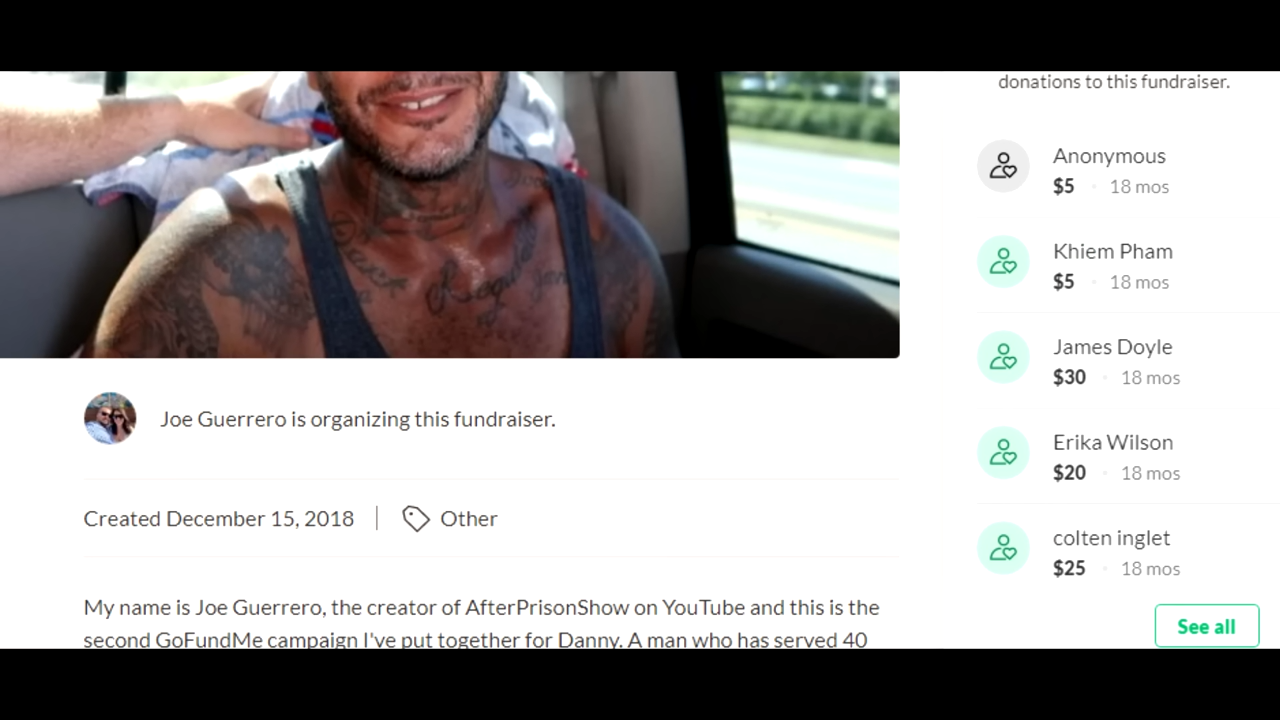 donations to this fundraiser.
Anonymous
$5 · 18 mos
Khiem Pham
$5 · 18 mos
James Doyle
$30 · 18 mos
Erika Wilson
$20 · 18 mos
colten inglet
$25 · 18 mos
See all
Joe Guerrero is organizing this fundraiser.
Created December 15, 2018
Other
My name is Joe Guerrero, the creator of AfterPrisonShow on YouTube and this is the
second GoFundMe campaign I've put together for Danny. A man who has served 40